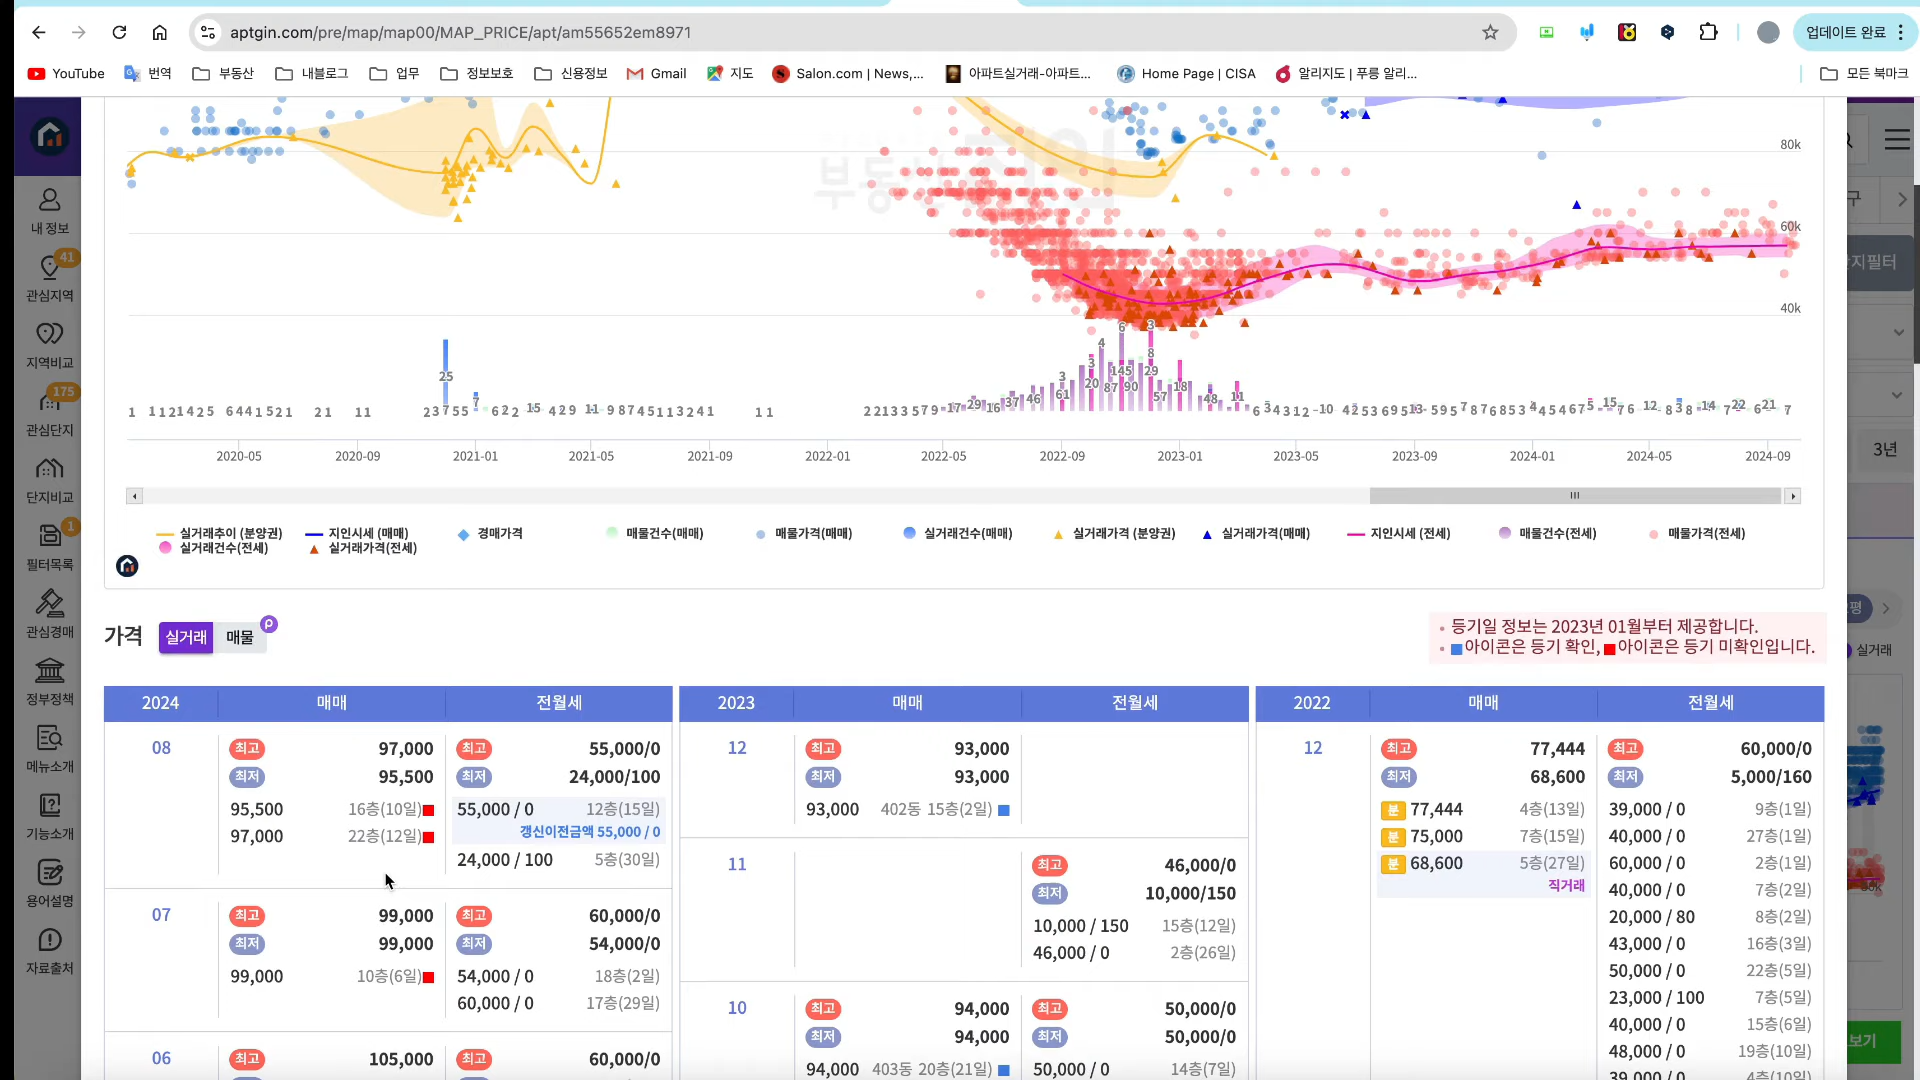 aptgin.com/pre/map/map00/MAP_PRICE/apt/am55652em8971
업데이트 완료
YouTube 번역 부동산 내블로그 업무 정보보호 신용정보 Gmail 지도 Salon.com | News,... 아파트실거래-아파트... Home Page | CISA 알리지도 | 푸릉 알리... 모든 북마크
내 정보
41
관심지역
지역비교
175
관심단지
단지비교
1
필터목록
관심경매
정부정책
메뉴소개
기능소개
용어설명
자료출처
80k
60k
40k
2020-05 2020-09 2021-01 2021-05 2021-09 2022-01 2022-05 2022-09 2023-01 2023-05 2023-09 2024-01 2024-05 2024-09
실거래추이 (분양권) 지인시세 (매매) 경매가격 매물건수(매매) 매물가격(매매) 실거래건수(매매) 실거래가격 (분양권) 실거래가격(매매) 지인시세 (전세) 매물건수(전세) 매물가격(전세)
실거래건수(전세) 실거래가격(전세)
가격 실거래 매물 P
등기일 정보는 2023년 01월부터 제공합니다.
아이콘은 등기 확인, 아이콘은 등기 미확인입니다.
2024 매매 전월세
08 최고 97,000 최고 55,000/0
최저 95,500 최저 24,000/100
95,500 16층(10일) 55,000 / 0 12층(15일)
갱신이전금액 55,000 / 0
97,000 22층(12일)
24,000 / 100 5층(30일)
07 최고 99,000 최고 60,000/0
최저 99,000 최저 54,000/0
99,000 10층(6일) 54,000 / 0 18층(2일)
60,000 / 0 17층(29일)
06 최고 105,000 최고 60,000/0
2023 매매 전월세
12 최고 93,000
최저 93,000
93,000 402동 15층(2일)
11 최고 46,000/0
최저 10,000/150
10,000 / 150 15층(12일)
46,000 / 0 2층(26일)
10 최고 94,000 최고 50,000/0
최저 94,000 최저 50,000/0
94,000 403동 20층(21일) 50,000 / 0 14층(7일)
2022 매매 전월세
12 최고 77,444 최고 60,000/0
최저 68,600 최저 5,000/160
분 77,444 4층(13일) 39,000 / 0 9층(1일)
분 75,000 7층(15일) 40,000 / 0 27층(1일)
분 68,600 5층(27일) 60,000 / 0 2층(1일)
직거래
40,000 / 0 7층(2일)
20,000 / 80 8층(2일)
43,000 / 0 16층(3일)
50,000 / 0 22층(5일)
23,000 / 100 7층(5일)
40,000 / 0 15층(6일)
48,000 / 0 19층(10일)
39,000 / 0 4층(10일)
3년
실거래